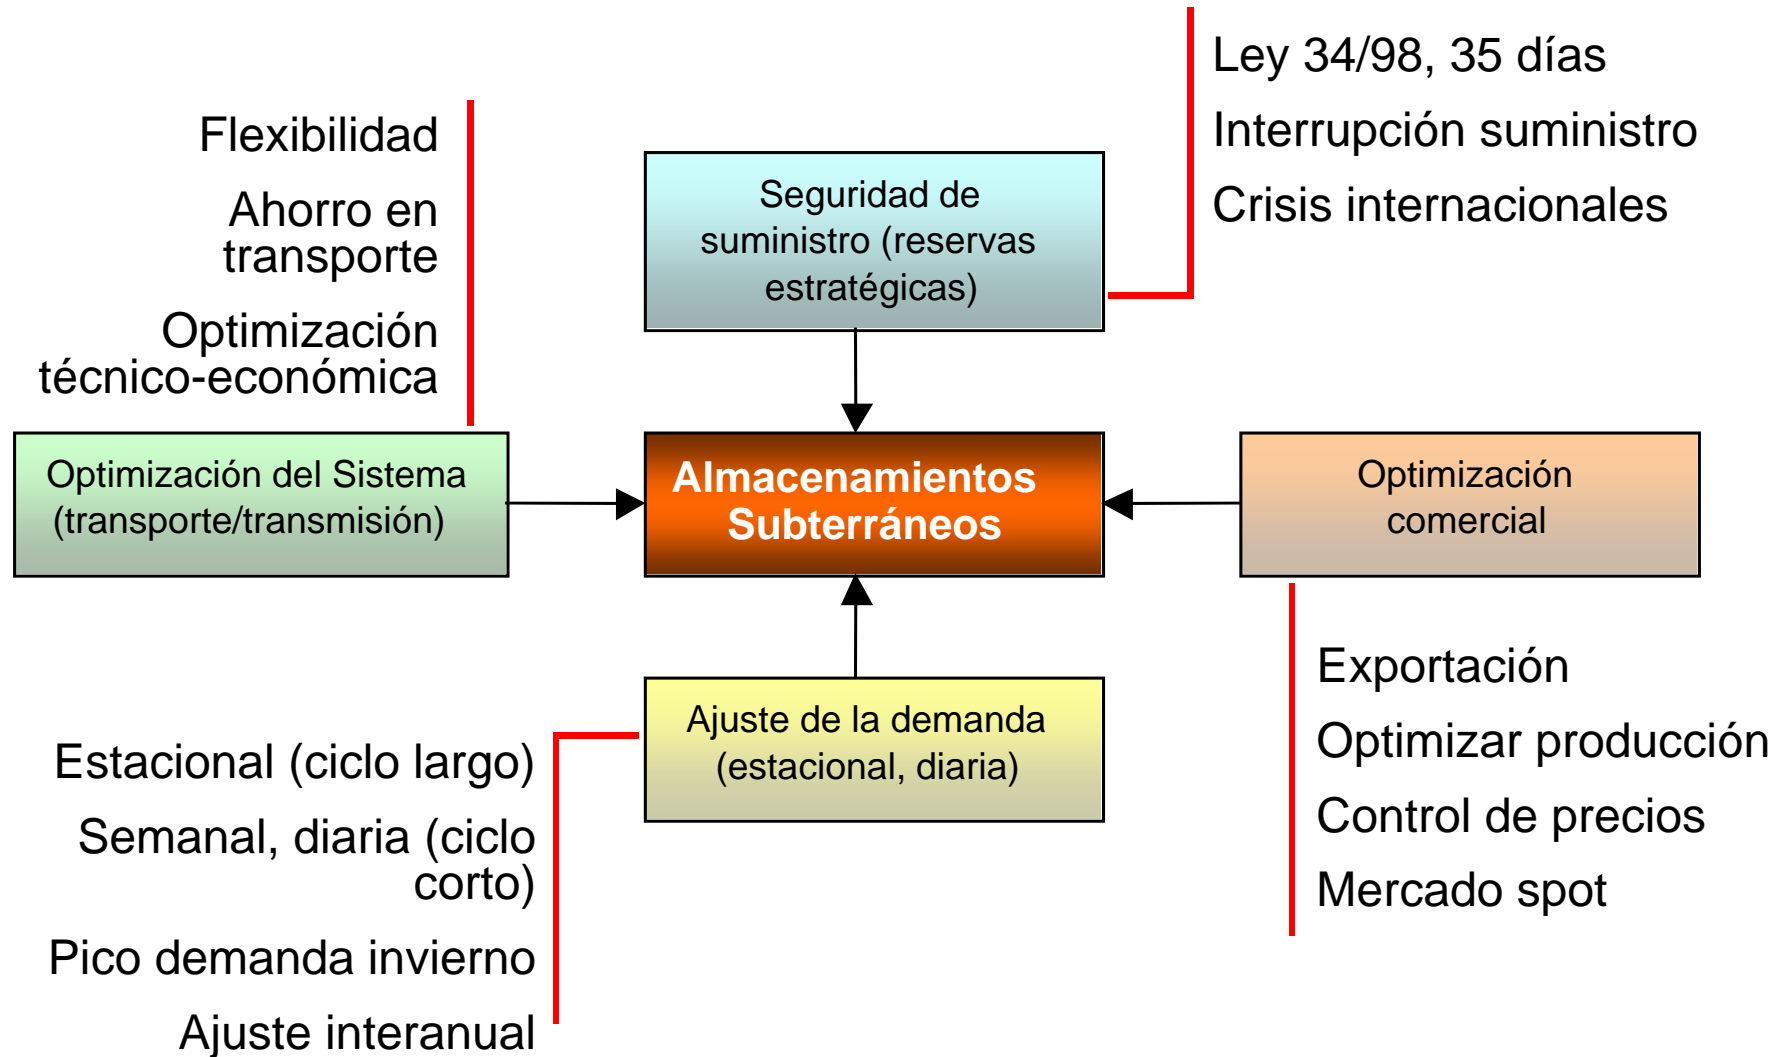 Ley 34/98, 35 días
Interrupción suministro
Crisis internacionales
Flexibilidad
Ahorro en
transporte
Optimización
técnico-económica
Seguridad de
suministro (reservas
estratégicas)
Optimización del Sistema
(transporte/transmisión)
Almacenamientos
Subterráneos
Optimización
comercial
Ajuste de la demanda
(estacional, diaria)
Estacional (ciclo largo)
Semanal, diaria (ciclo
corto)
Pico demanda invierno
Ajuste interanual
Exportación
Optimizar producción
Control de precios
Mercado spot